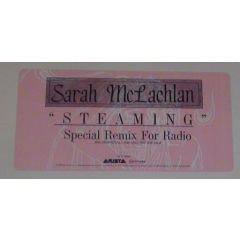 Sarah McLachlan
" STEAMING "
Special Remix For Radio
ARISTA